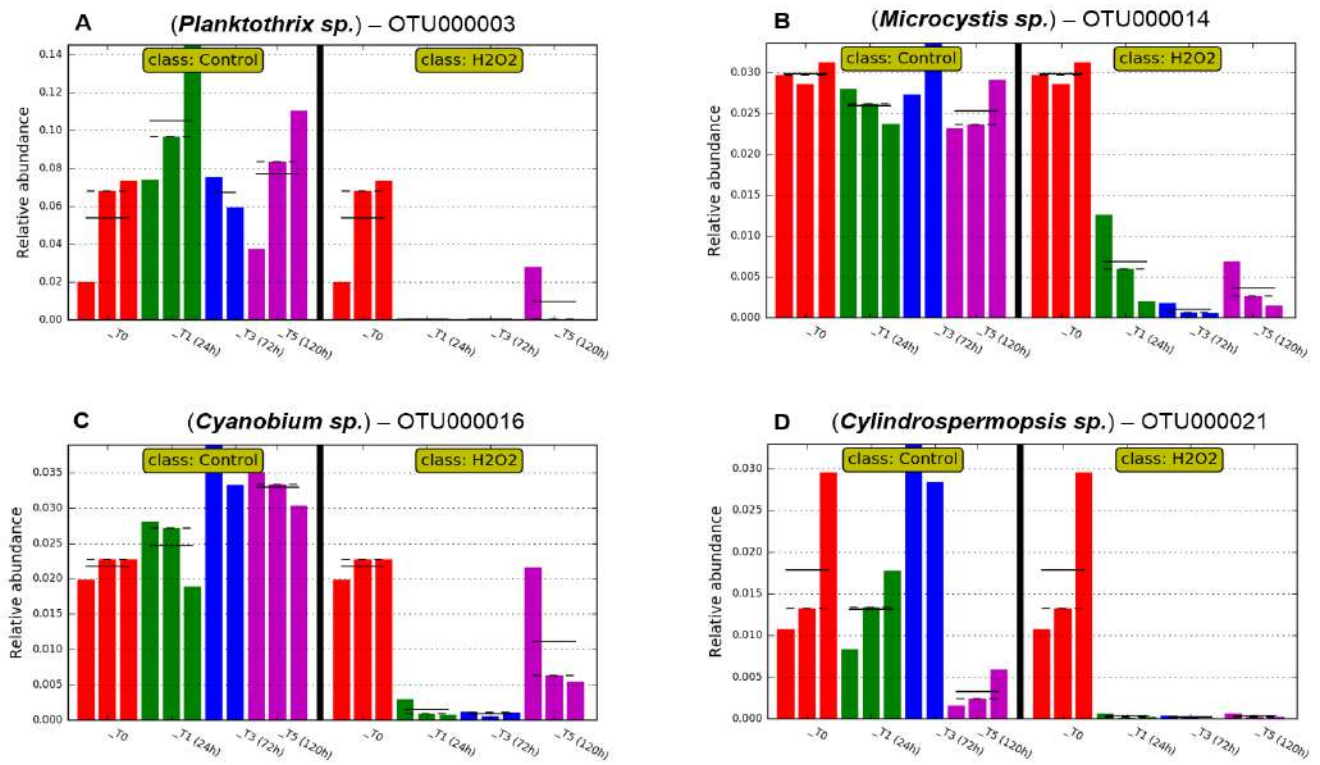 A (Planktothrix sp.) – OTU000003
class: Control
class: H2O2
Relative abundance
0.14
0.12
0.10
0.08
0.06
0.04
0.02
0.00
_T0
_T1 (24h)
_T3 (72h)
_T5 (120h)
_T0
_T1 (24h)
_T3 (72h)
_T5 (120h)
B (Microcystis sp.) – OTU000014
class: Control
class: H2O2
Relative abundance
0.030
0.025
0.020
0.015
0.010
0.005
0.000
_T0
_T1 (24h)
_T3 (72h)
_T5 (120h)
_T0
_T1 (24h)
_T3 (72h)
_T5 (120h)
C (Cyanobium sp.) – OTU000016
class: Control
class: H2O2
Relative abundance
0.035
0.030
0.025
0.020
0.015
0.010
0.005
0.000
_T0
_T1 (24h)
_T3 (72h)
_T5 (120h)
_T0
_T1 (24h)
_T3 (72h)
_T5 (120h)
D (Cylindrospermopsis sp.) – OTU000021
class: Control
class: H2O2
Relative abundance
0.030
0.025
0.020
0.015
0.010
0.005
0.000
_T0
_T1 (24h)
_T3 (72h)
_T5 (120h)
_T0
_T1 (24h)
_T3 (72h)
_T5 (120h)